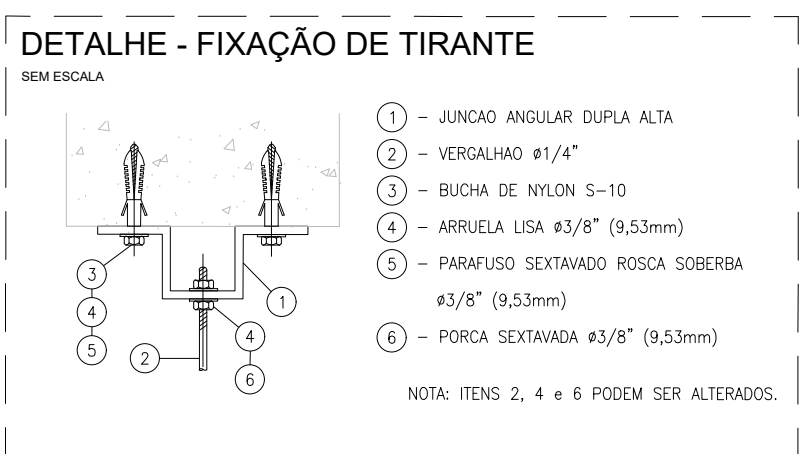 DETALHE - FIXAÇÃO DE TIRANTE
SEM ESCALA
1 - JUNCAO ANGULAR DUPLA ALTA
2 - VERGALHAO ø1/4"
3 - BUCHA DE NYLON S-10
4 - ARRUELA LISA ø3/8" (9,53mm)
5 - PARAFUSO SEXTAVADO ROSCA SOBERBA
ø3/8" (9,53mm)
6 - PORCA SEXTAVADA ø3/8" (9,53mm)
NOTA: ITENS 2, 4 e 6 PODEM SER ALTERADOS.
3
4
5
2
1
4
6